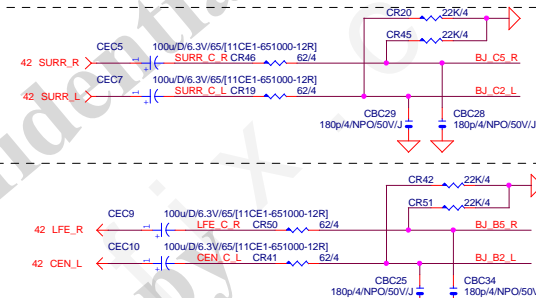 CR20 22K/4
CR45 22K/4
CEC5 100u/D/6.3V/65/[11CE1-651000-12R]
42 SURR_R 1 + SURR_C_R CR46 62/4 BJ_C5_R
CEC7 100u/D/6.3V/65/[11CE1-651000-12R]
42 SURR_L 1 + SURR_C_L CR19 62/4 BJ_C2_L
CBC29 CBC28
180p/4/NPO/50V/J 180p/4/NPO/50V/J
CR42 22K/4
CR51 22K/4
CEC9 100u/D/6.3V/65/[11CE1-651000-12R]
42 LFE_R 1 + LFE_C_R CR50 62/4 BJ_B5_R
CEC10 100u/D/6.3V/65/[11CE1-651000-12R]
42 CEN_L 1 + CEN_C_L CR41 62/4 BJ_B2_L
CBC25 CBC34
180p/4/NPO/50V/J 180p/4/NPO/50V